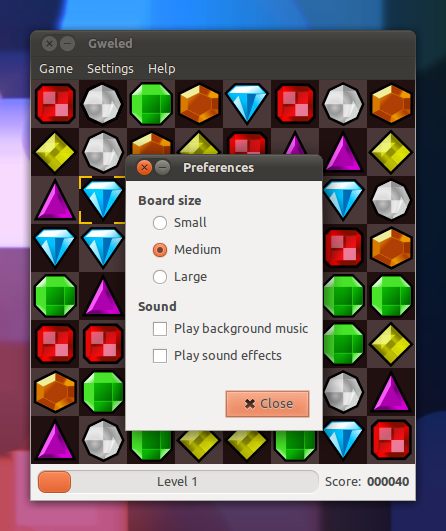 Gweled
Game Settings Help
Preferences
Board size
Small
Medium
Large
Sound
Play background music
Play sound effects
Close
Level 1 Score: 000040